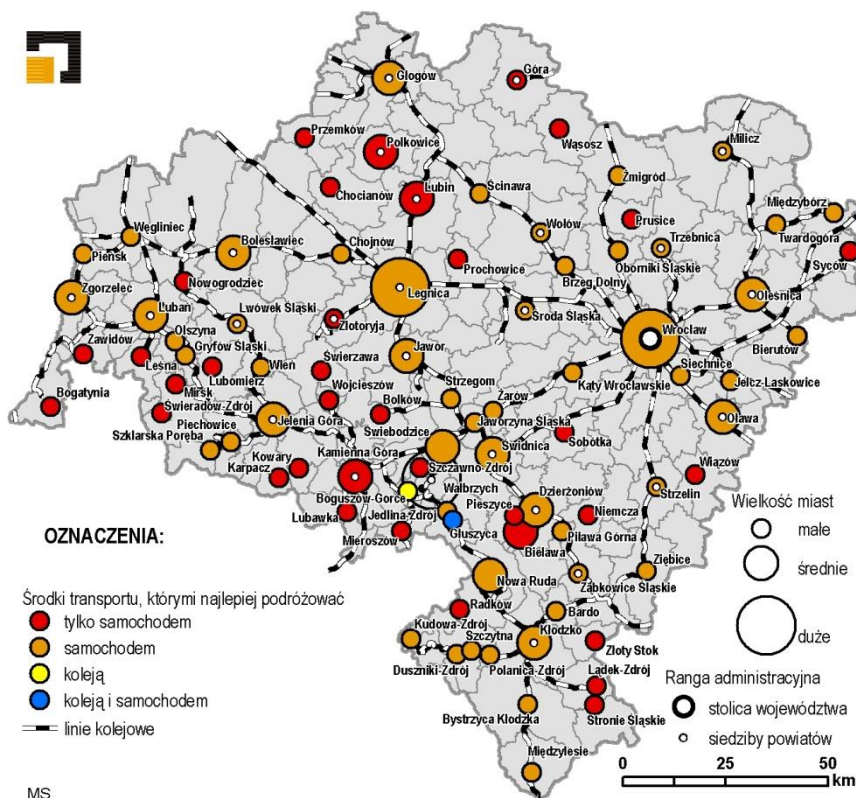 Głogów
Góra
Przemków
Polkowice
Wąsosz
Milicz
Żmigród
Lubin
Chocianów
Ścinawa
Międzybórz
Prusice
Twardogóra
Węgliniec
Wołów
Trzebnica
Bolesławiec
Chojnów
Syców
Pieńsk
Prochowice
Oborniki Śląskie
Nowogrodziec
Brzeg Dolny
Zgorzelec
Legnica
Oleśnica
Lubań
Lwówek Śląski
Środa Śląska
Złotoryja
Wrocław
Olszyna
Zawidów
Gryfów Śląski
Jawor
Bierutów
Leśna
Lubomierz
Wleń
Świerzawa
Siechnice
Mirsk
Wojcieszów
Strzegom
Żarów
Kąty Wrocławskie
Jelcz-Laskowice
Bogatynia
Świeradów-Zdrój
Bolków
Oława
Piechowice
Jelenia Góra
Świebodzice
Jaworzyna Śląska
Szklarska Poręba
Kamienna Góra
Świdnica
Sobótka
Kowary
Karpacz
Szczawno-Zdrój
Wiązów
Wałbrzych
Boguszów-Gorce
Dzierżoniów
Strzelin
Pieszyce
Niemcza
Lubawka
Jedlina-Zdrój
Mieroszów
Głuszyca
Piława Górna
Bielawa
Ziębice
Nowa Ruda
Ząbkowice Śląskie
Radków
Bardo
Kudowa-Zdrój
Szczytna
Kłodzko
Złoty Stok
Duszniki-Zdrój
Polanica-Zdrój
Lądek-Zdrój
Bystrzyca Kłodzka
Stronie Śląskie
Międzylesie
OZNACZENIA:
Środki transportu, którymi najlepiej podróżować
tylko samochodem
samochodem
koleją
koleją i samochodem
linie kolejowe
MS
Wielkość miast
małe
średnie
duże
Ranga administracyjna
stolica województwa
siedziby powiatów
0 25 50
km